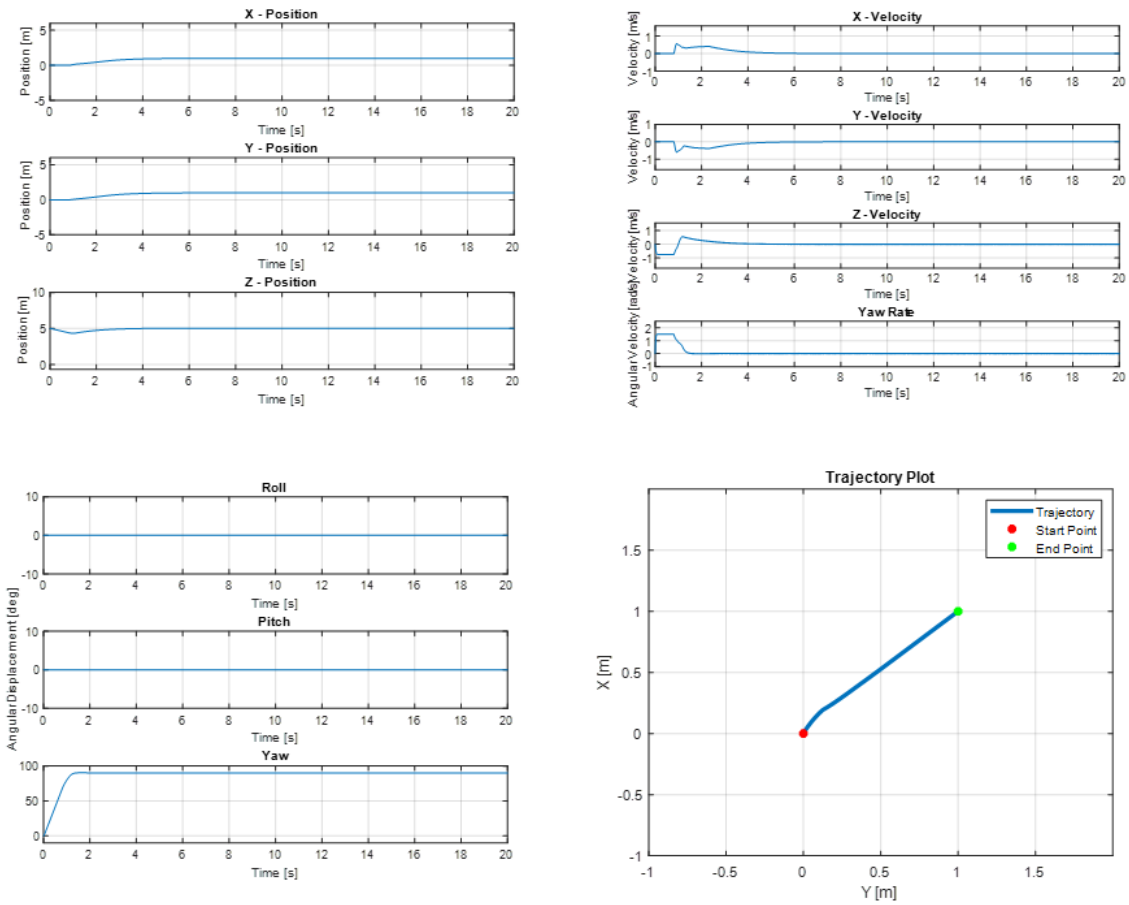 X - Position
Position [m]
5
0
-5
0 2 4 6 8 10 12 14 16 18 20
Time [s]
Y - Position
Position [m]
5
0
-5
0 2 4 6 8 10 12 14 16 18 20
Time [s]
Z - Position
Position [m]
10
5
0
0 2 4 6 8 10 12 14 16 18 20
Time [s]
X - Velocity
Velocity [m/s]
1
0
-1
0 2 4 6 8 10 12 14 16 18 20
Time [s]
Y - Velocity
Velocity [m/s]
1
0
-1
0 2 4 6 8 10 12 14 16 18 20
Time [s]
Z - Velocity
Velocity [m/s]
1
0
-1
0 2 4 6 8 10 12 14 16 18 20
Time [s]
Yaw Rate
Angular Velocity [rad/s]
2
1
0
-1
0 2 4 6 8 10 12 14 16 18 20
Time [s]
Roll
10
0
-10
0 2 4 6 8 10 12 14 16 18 20
Time [s]
Angular Displacement [deg]
Pitch
10
0
-10
0 2 4 6 8 10 12 14 16 18 20
Time [s]
Yaw
100
50
0
0 2 4 6 8 10 12 14 16 18 20
Time [s]
Trajectory Plot
Trajectory
Start Point
End Point
X [m]
1.5
1
0.5
0
-0.5
-1
-1 -0.5 0 0.5 1 1.5
Y [m]